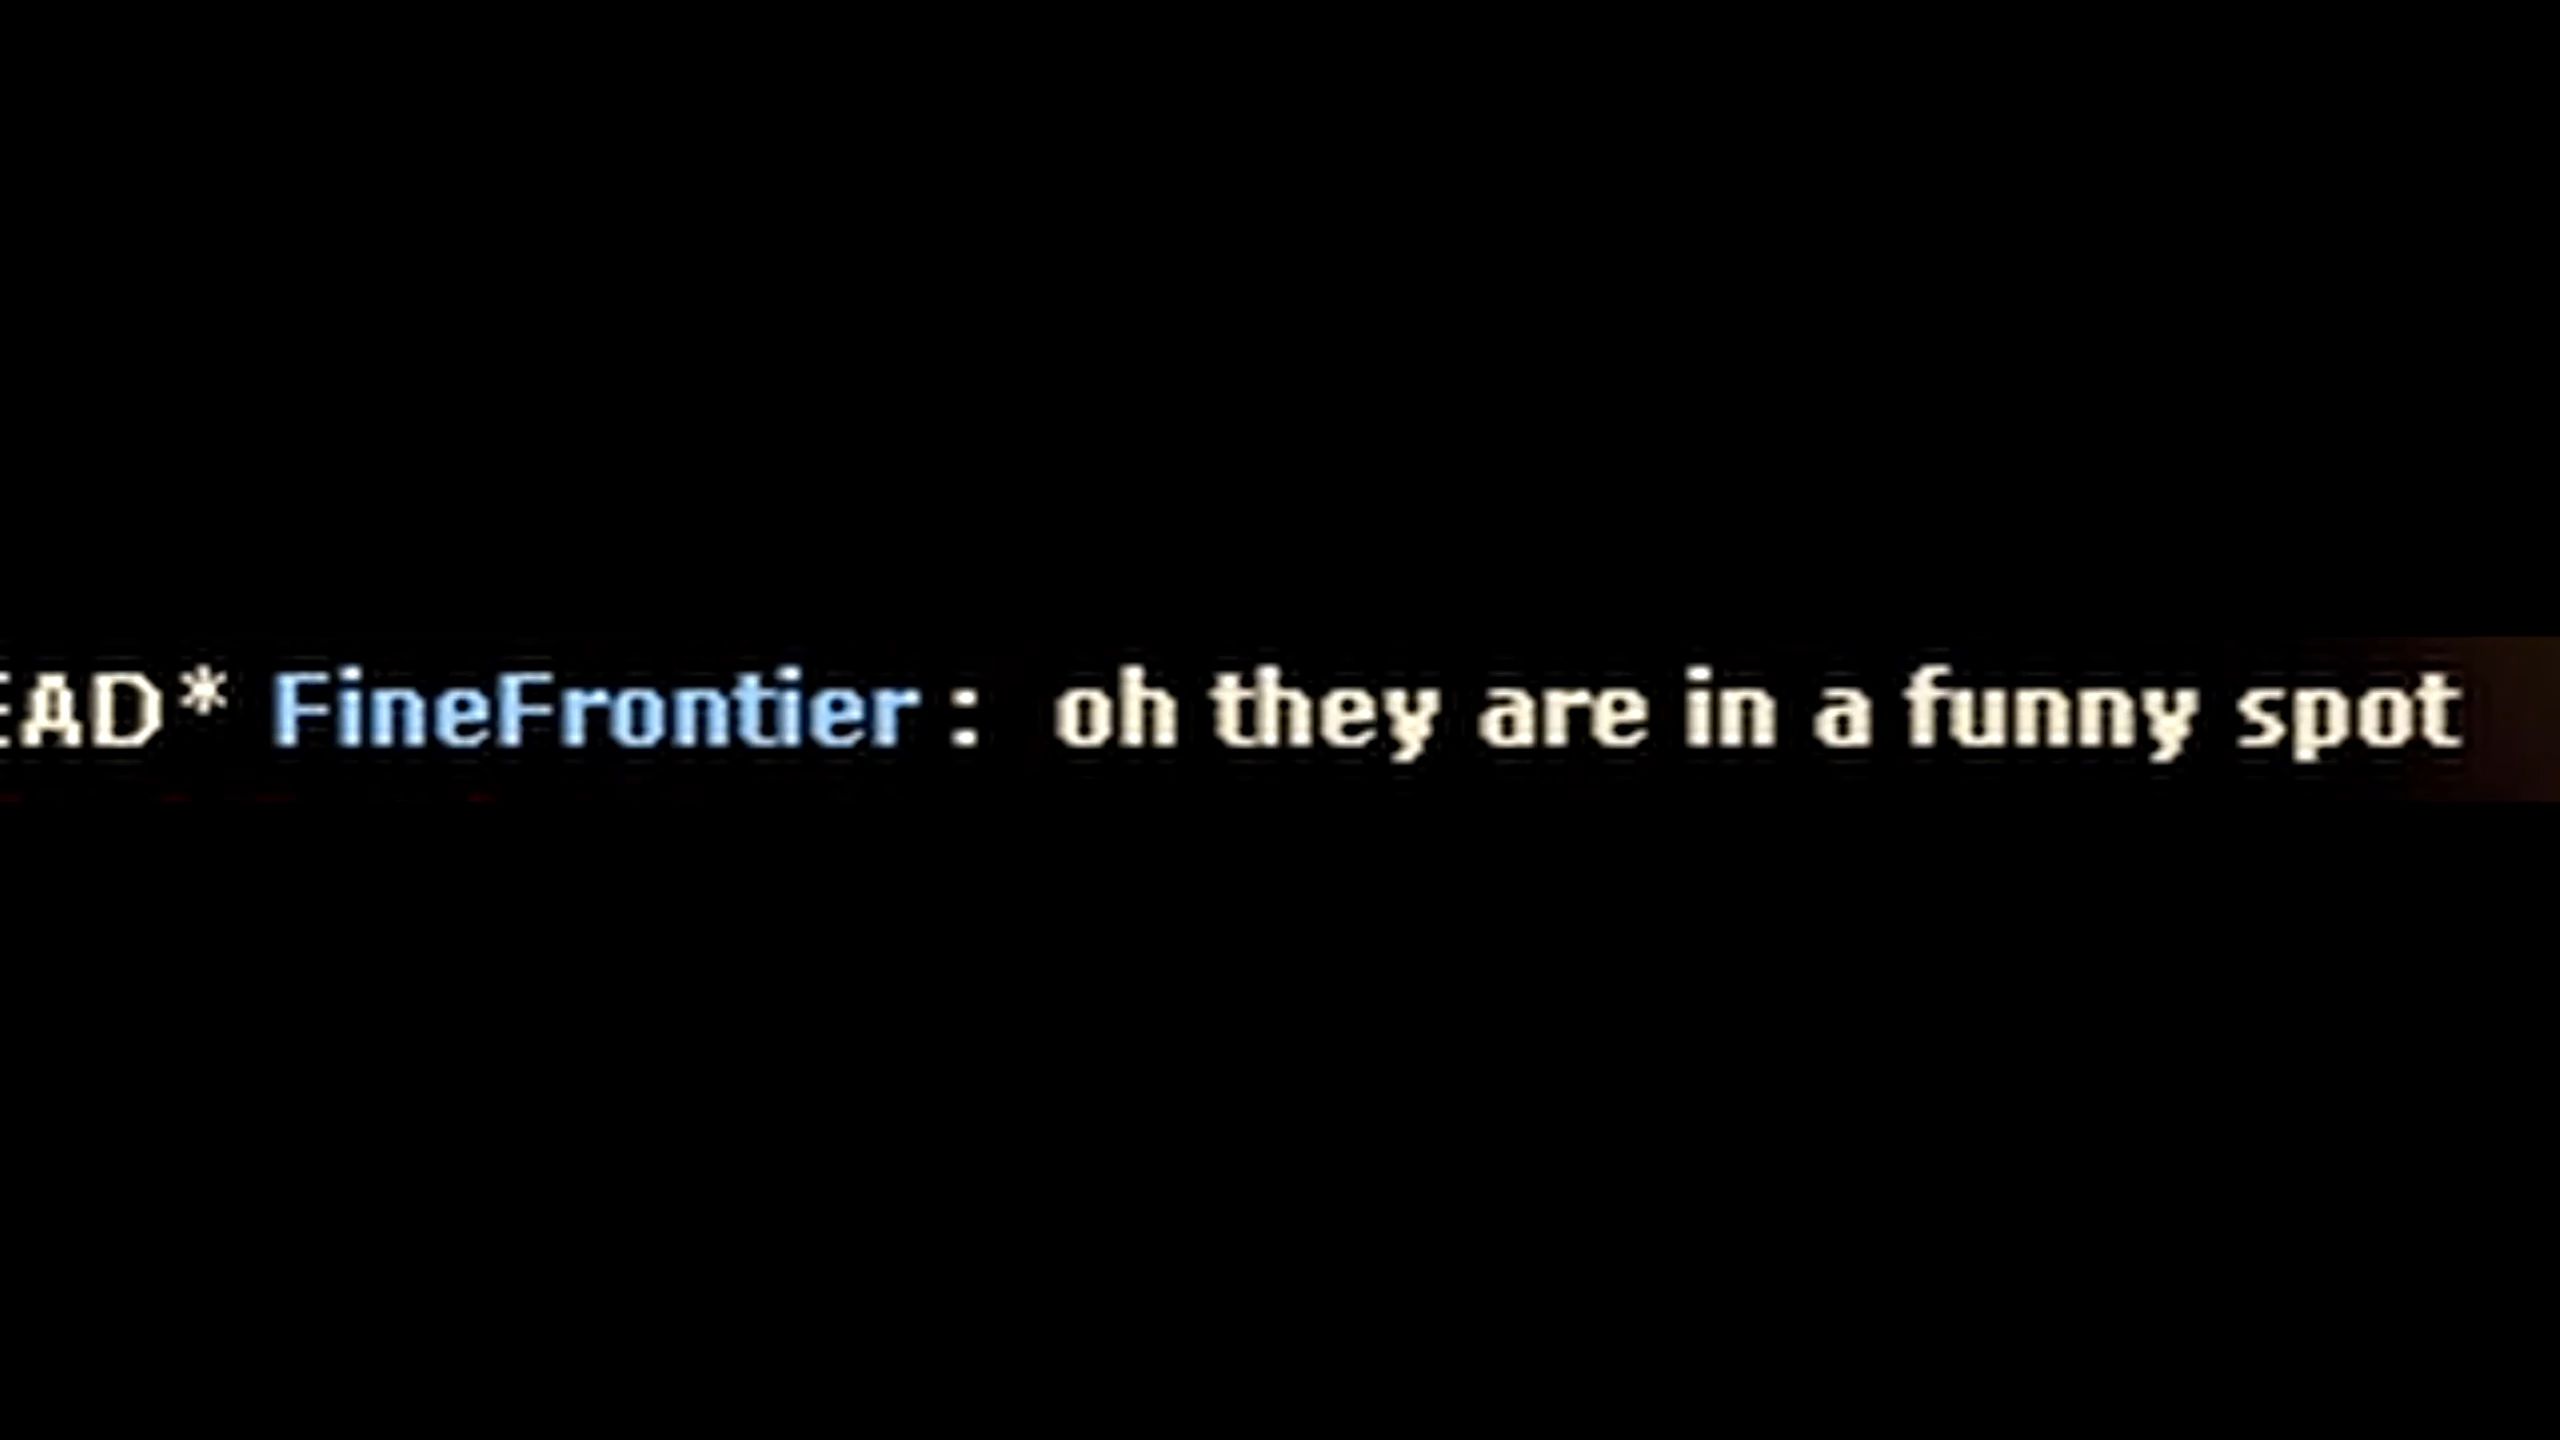 EAD* FineFrontier :  oh they are in a funny spot